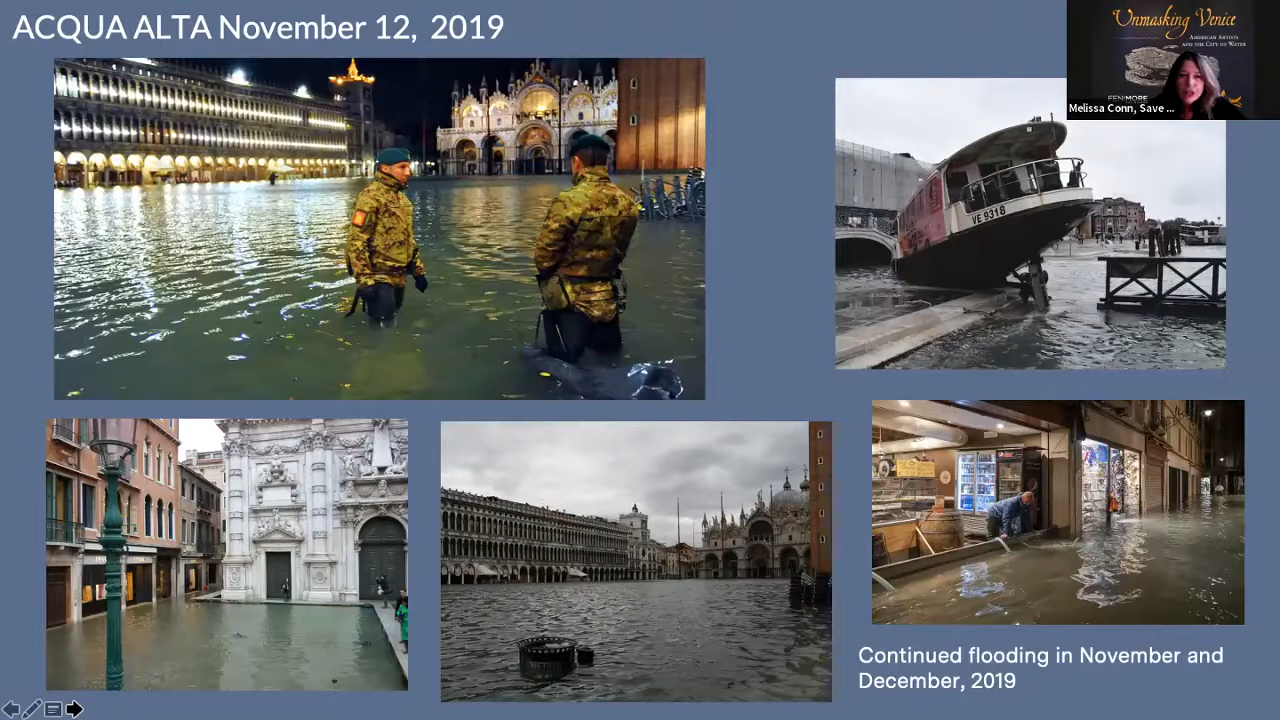 ACQUA ALTA November 12, 2019
Unmasking Venice
AMERICAN ARTISTS
AND THE CITY OF WATER
FENIMORE
Melissa Conn, Save ...
VE 9318
Continued flooding in November and
December, 2019